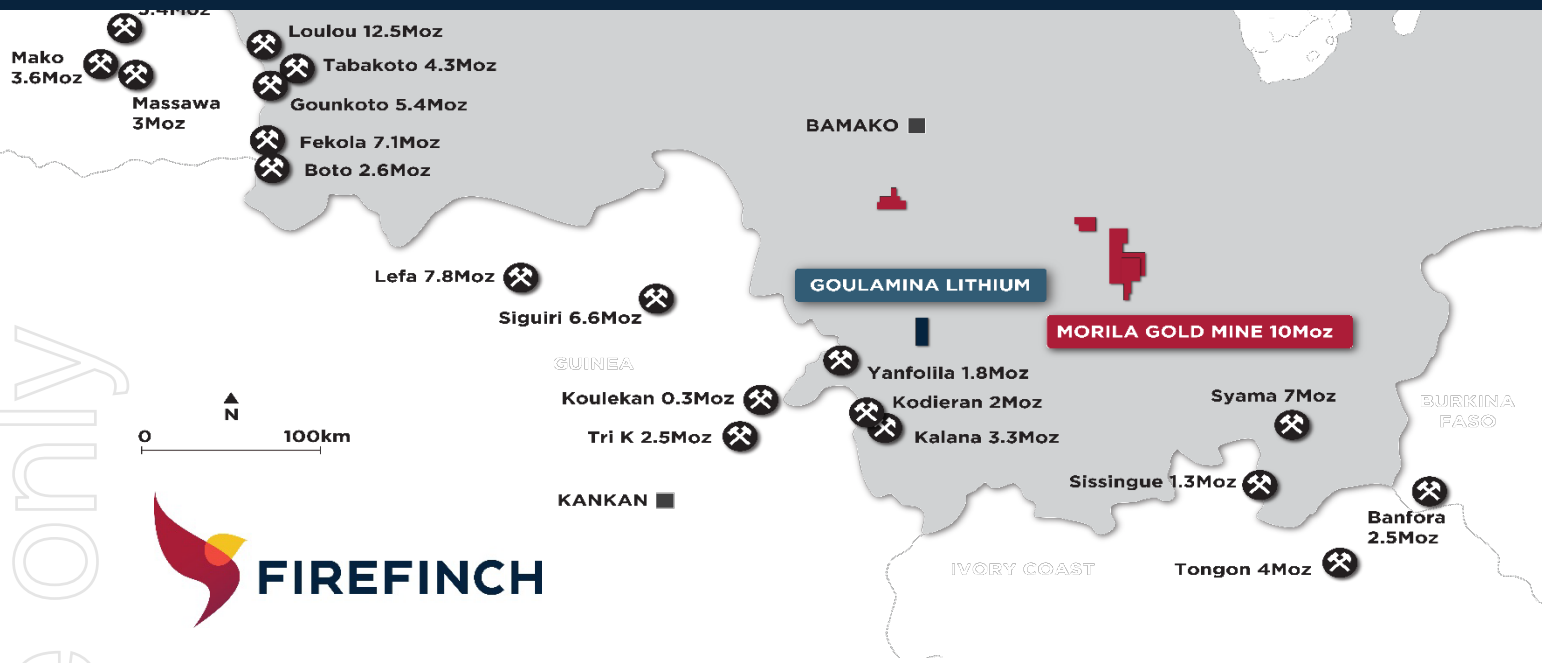 Loulou 12.5Moz
Mako
3.6Moz
Tabakoto 4.3Moz
Massawa
3Moz
Gounkoto 5.4Moz
BAMAKO
Fekola 7.1Moz
Boto 2.6Moz
Lefa 7.8Moz
GOULAMINA LITHIUM
Siguiri 6.6Moz
MORILA GOLD MINE 10Moz
GUINEA
Yanfolila 1.8Moz
Koulekan 0.3Moz
Kodieran 2Moz
Syama 7Moz
BURKINA
FASO
N
0 100km
Tri K 2.5Moz
Kalana 3.3Moz
Sissingue 1.3Moz
KANKAN
Banfora
2.5Moz
IVORY COAST
Tongon 4Moz
FIREFINCH
only